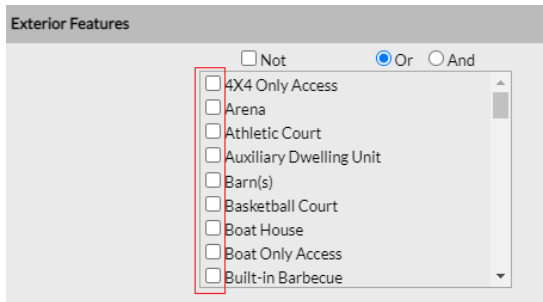 Exterior Features
Not Or And
4X4 Only Access
Arena
Athletic Court
Auxiliary Dwelling Unit
Barn(s)
Basketball Court
Boat House
Boat Only Access
Built-in Barbecue